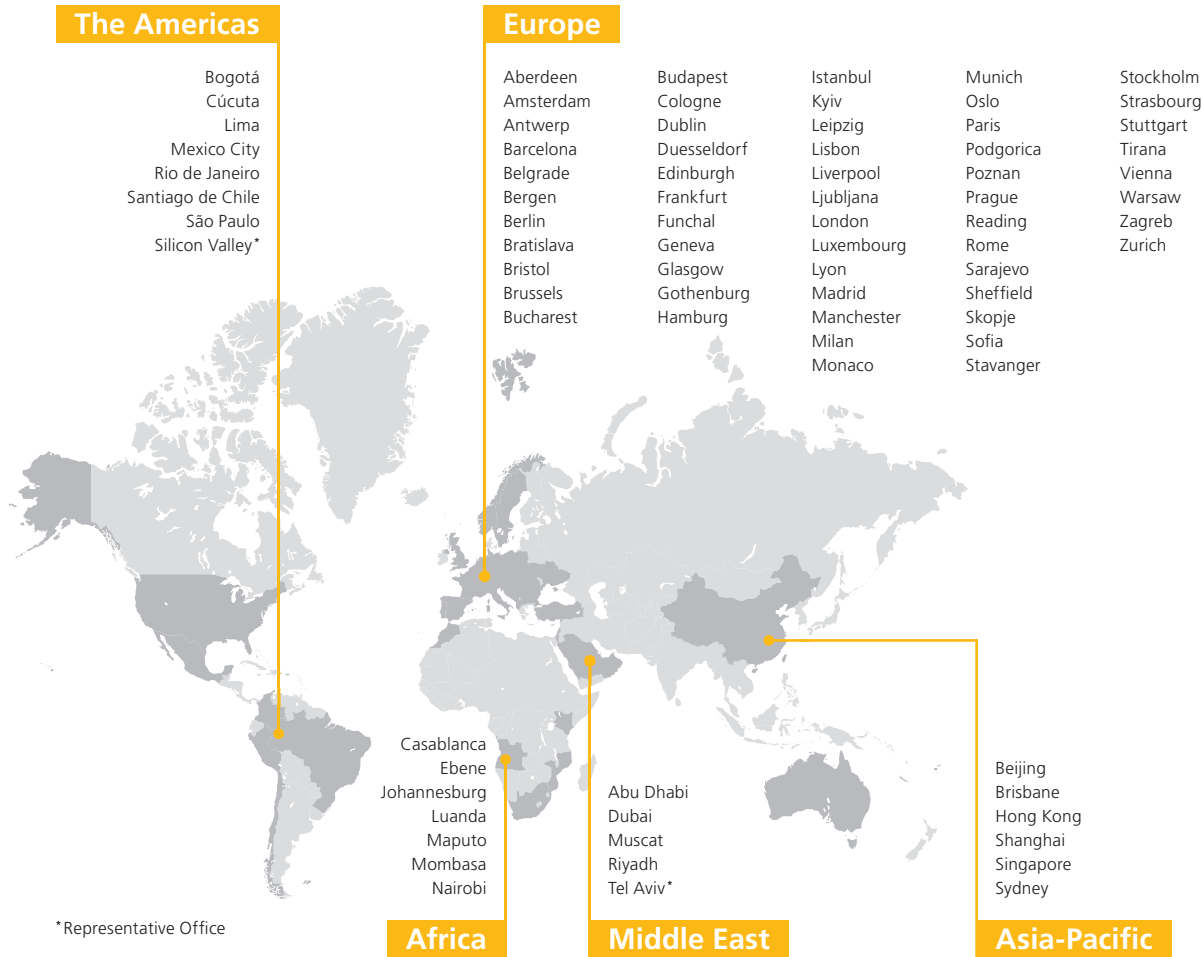 The Americas
Bogotá
Cúcuta
Lima
Mexico City
Rio de Janeiro
Santiago de Chile
São Paulo
Silicon Valley*
Europe
Aberdeen
Amsterdam
Antwerp
Barcelona
Belgrade
Bergen
Berlin
Bratislava
Bristol
Brussels
Bucharest
Budapest
Cologne
Dublin
Duesseldorf
Edinburgh
Frankfurt
Funchal
Geneva
Glasgow
Gothenburg
Hamburg
Istanbul
Kyiv
Leipzig
Lisbon
Liverpool
Ljubljana
London
Luxembourg
Lyon
Madrid
Manchester
Milan
Monaco
Munich
Oslo
Paris
Podgorica
Poznan
Prague
Reading
Rome
Sarajevo
Sheffield
Skopje
Sofia
Stavanger
Stockholm
Strasbourg
Stuttgart
Tirana
Vienna
Warsaw
Zagreb
Zurich
Casablanca
Ebene
Johannesburg
Luanda
Maputo
Mombasa
Nairobi
Africa
Abu Dhabi
Dubai
Muscat
Riyadh
Tel Aviv*
Middle East
Beijing
Brisbane
Hong Kong
Shanghai
Singapore
Sydney
Asia-Pacific
*Representative Office